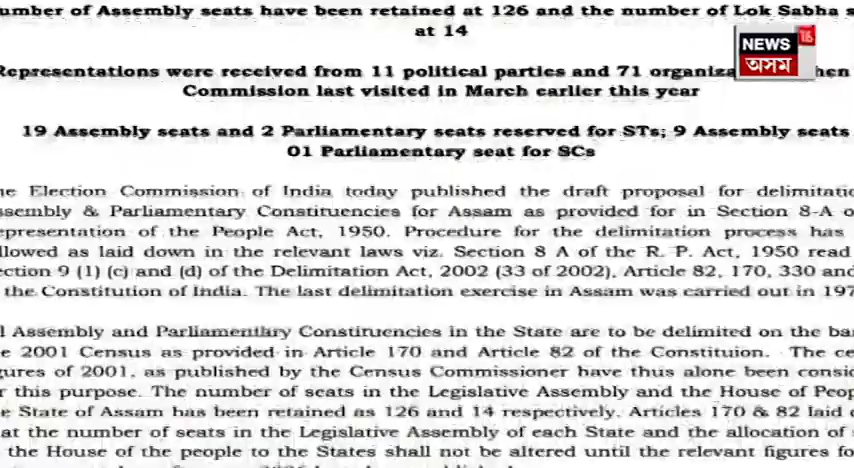 umber of Assembly seats have been retained at 126 and the number of Lok Sabha s
at 14
Representations were received from 11 political parties and 71 organiza hen
Commission last visited in March earlier this year
19 Assembly seats and 2 Parliamentary seats reserved for STs; 9 Assembly seats
01 Parliamentary seat for SCs
ne Election Commission of India today published the draft proposal for delimitatio
ssembly & Parliamentary Constituencies for Assam as provided for in Section 8-A o
epresentation of the People Act, 1950. Procedure for the delimitation process has
llowed as laid down in the relevant laws viz. Section 8 A of the R. P. Act, 1950 read
ection 9 (1) (c) and (d) of the Delimitation Act, 2002 (33 of 2002), Article 82, 170, 330 and
the Constitution of India. The last delimitation exercise in Assam was carried out in 197
l Assembly and Parliamentary Constituencies in the State are to be delimited on the ba
e 2001 Census as provided in Article 170 and Article 82 of the Constituion. The ce
gures of 2001, as published by the Census Commissioner have thus alone been consid
r this purpose. The number of seats in the Legislative Assembly and the House of Peop
e State of Assam has been retained as 126 and 14 respectively. Articles 170 & 82 laid
at the number of seats in the Legislative Assembly of each State and the allocation of
the House of the people to the States shall not be altered until the relevant figures fo
NEWS 18
অসম